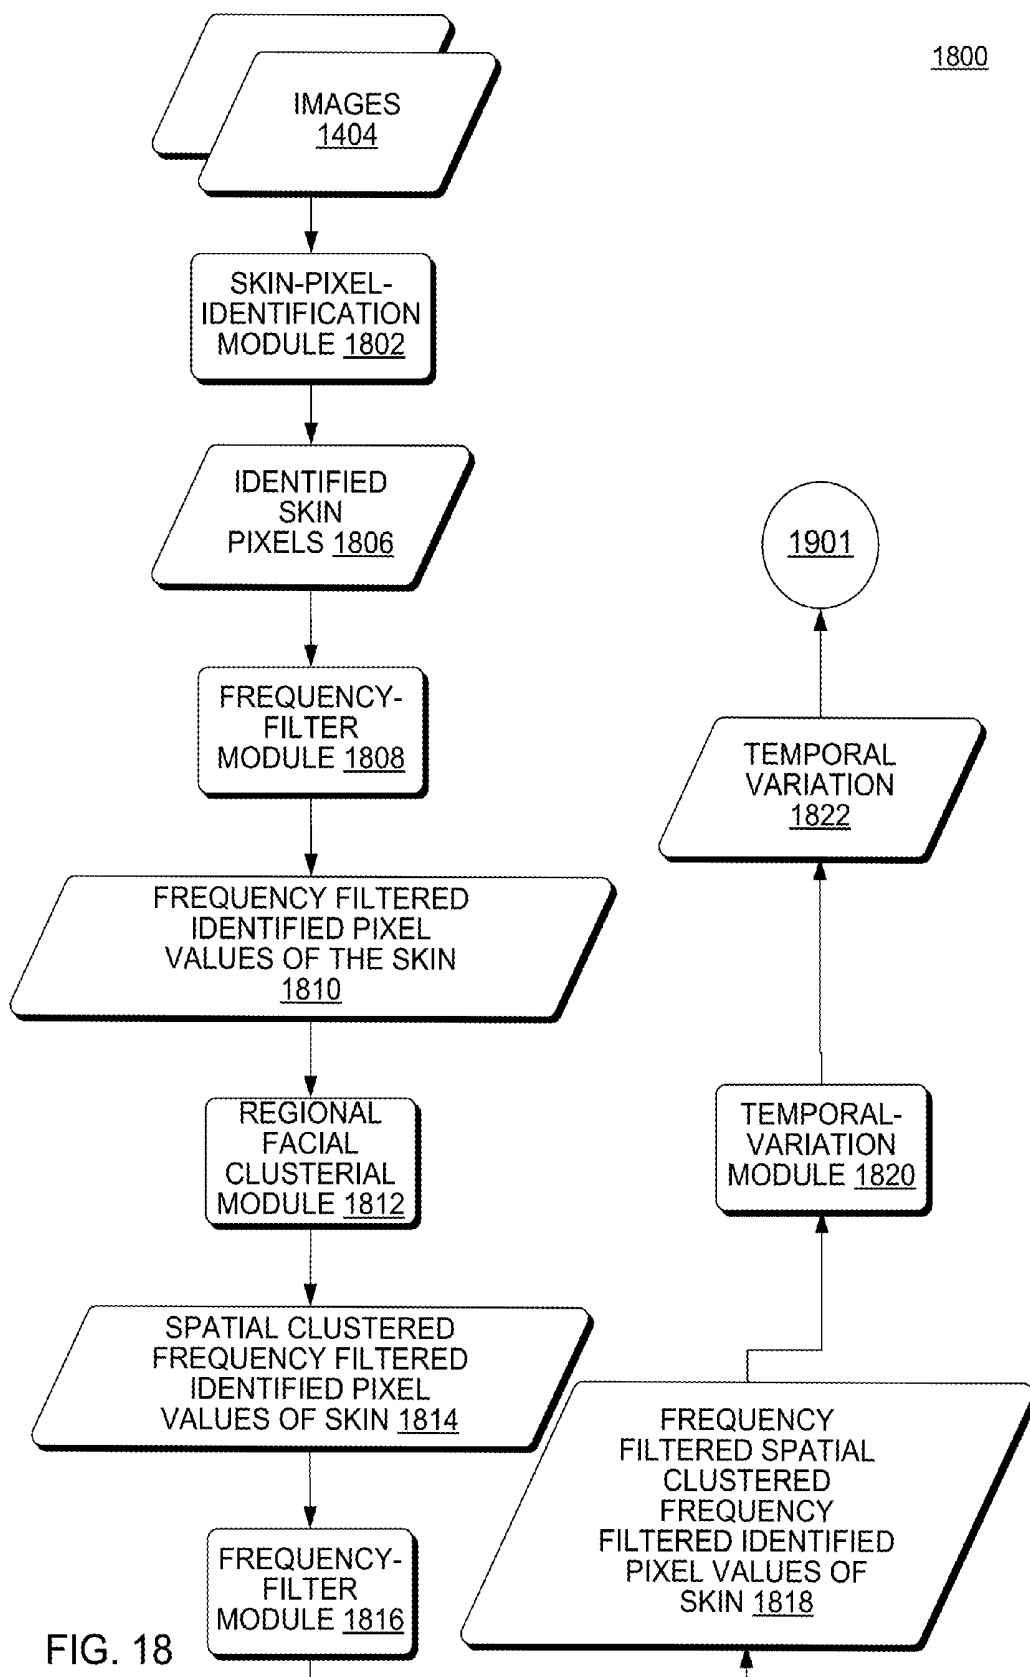 1800
IMAGES
1404
SKIN-PIXEL-
IDENTIFICATION
MODULE 1802
IDENTIFIED
SKIN
PIXELS 1806
FREQUENCY-
FILTER
MODULE 1808
FREQUENCY FILTERED
IDENTIFIED PIXEL
VALUES OF THE SKIN
1810
REGIONAL
FACIAL
CLUSTERIAL
MODULE 1812
SPATIAL CLUSTERED
FREQUENCY FILTERED
IDENTIFIED PIXEL
VALUES OF SKIN 1814
FREQUENCY-
FILTER
MODULE 1816
FREQUENCY
FILTERED SPATIAL
CLUSTERED
FREQUENCY
FILTERED IDENTIFIED
PIXEL VALUES OF
SKIN 1818
TEMPORAL-
VARIATION
MODULE 1820
TEMPORAL
VARIATION
1822
1901
FIG. 18